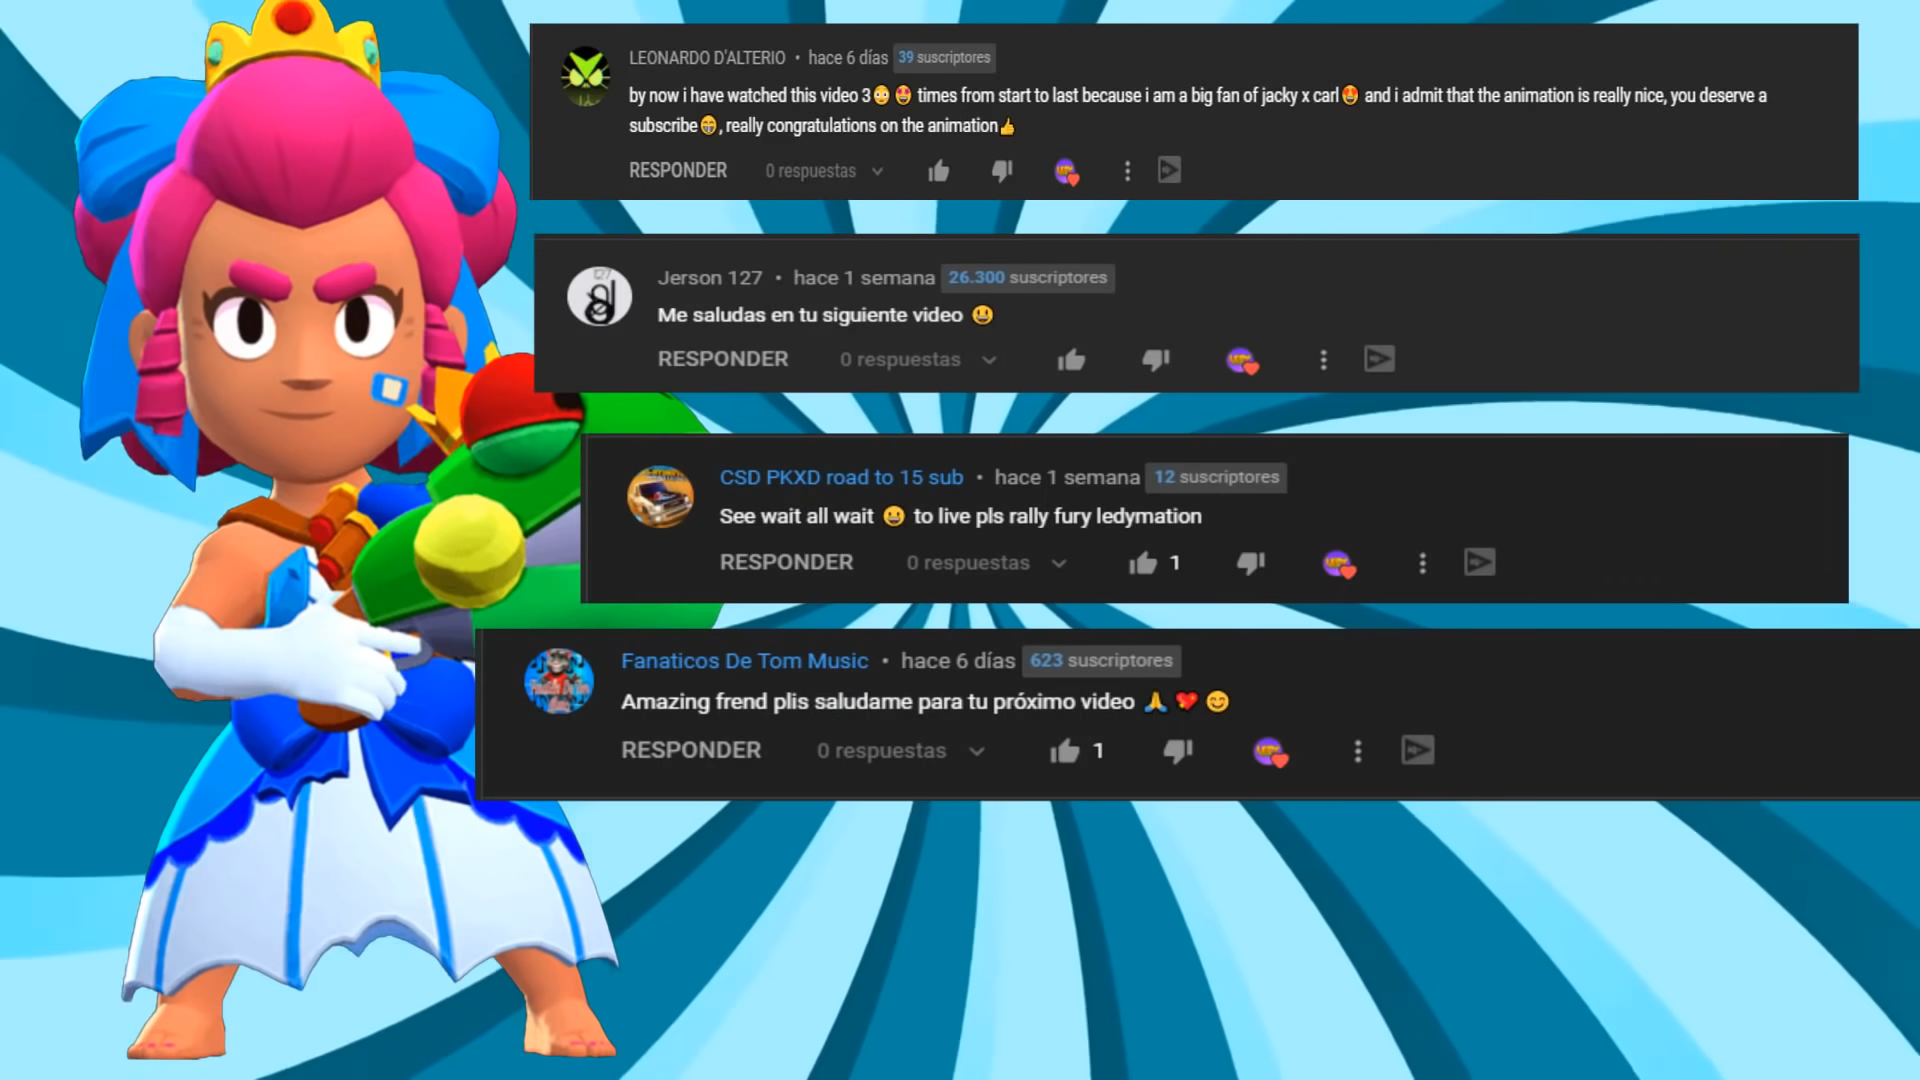 LEONARDO D'ALTERIO • hace 6 días 39 suscriptores
by now i have watched this video 3😳🤩 times from start to last because i am a big fan of jacky x carl🤩 and i admit that the animation is really nice, you deserve a
subscribe😁, really congratulations on the animation👍
RESPONDER 0 respuestas
Jerson 127 • hace 1 semana 26.300 suscriptores
Me saludas en tu siguiente video 😃
RESPONDER 0 respuestas
CSD PKXD road to 15 sub • hace 1 semana 12 suscriptores
See wait all wait 😀 to live pls rally fury ledymation
RESPONDER 0 respuestas 1
Fanaticos De Tom Music • hace 6 días 623 suscriptores
Amazing frend plis saludame para tu próximo video 🙏 💖 😊
RESPONDER 0 respuestas 1